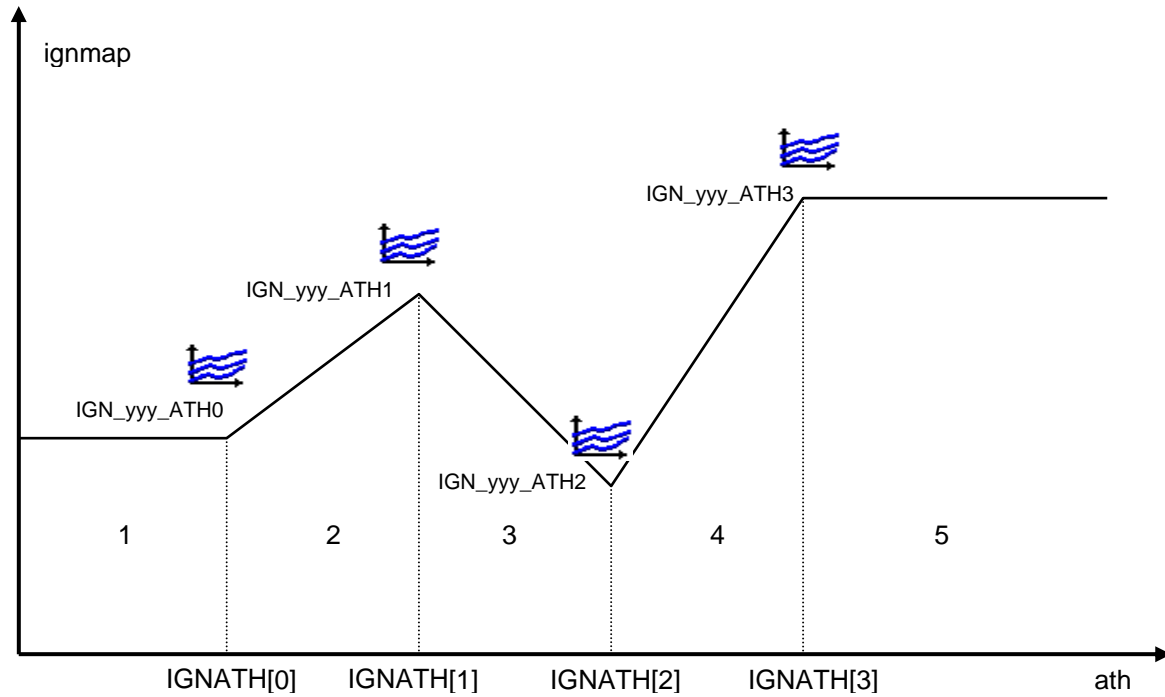 ignmap
IGN_yyy_ATH3
IGN_yyy_ATH1
IGN_yyy_ATH0
IGN_yyy_ATH2
1 2 3 4 5
IGNATH[0] IGNATH[1] IGNATH[2] IGNATH[3] ath